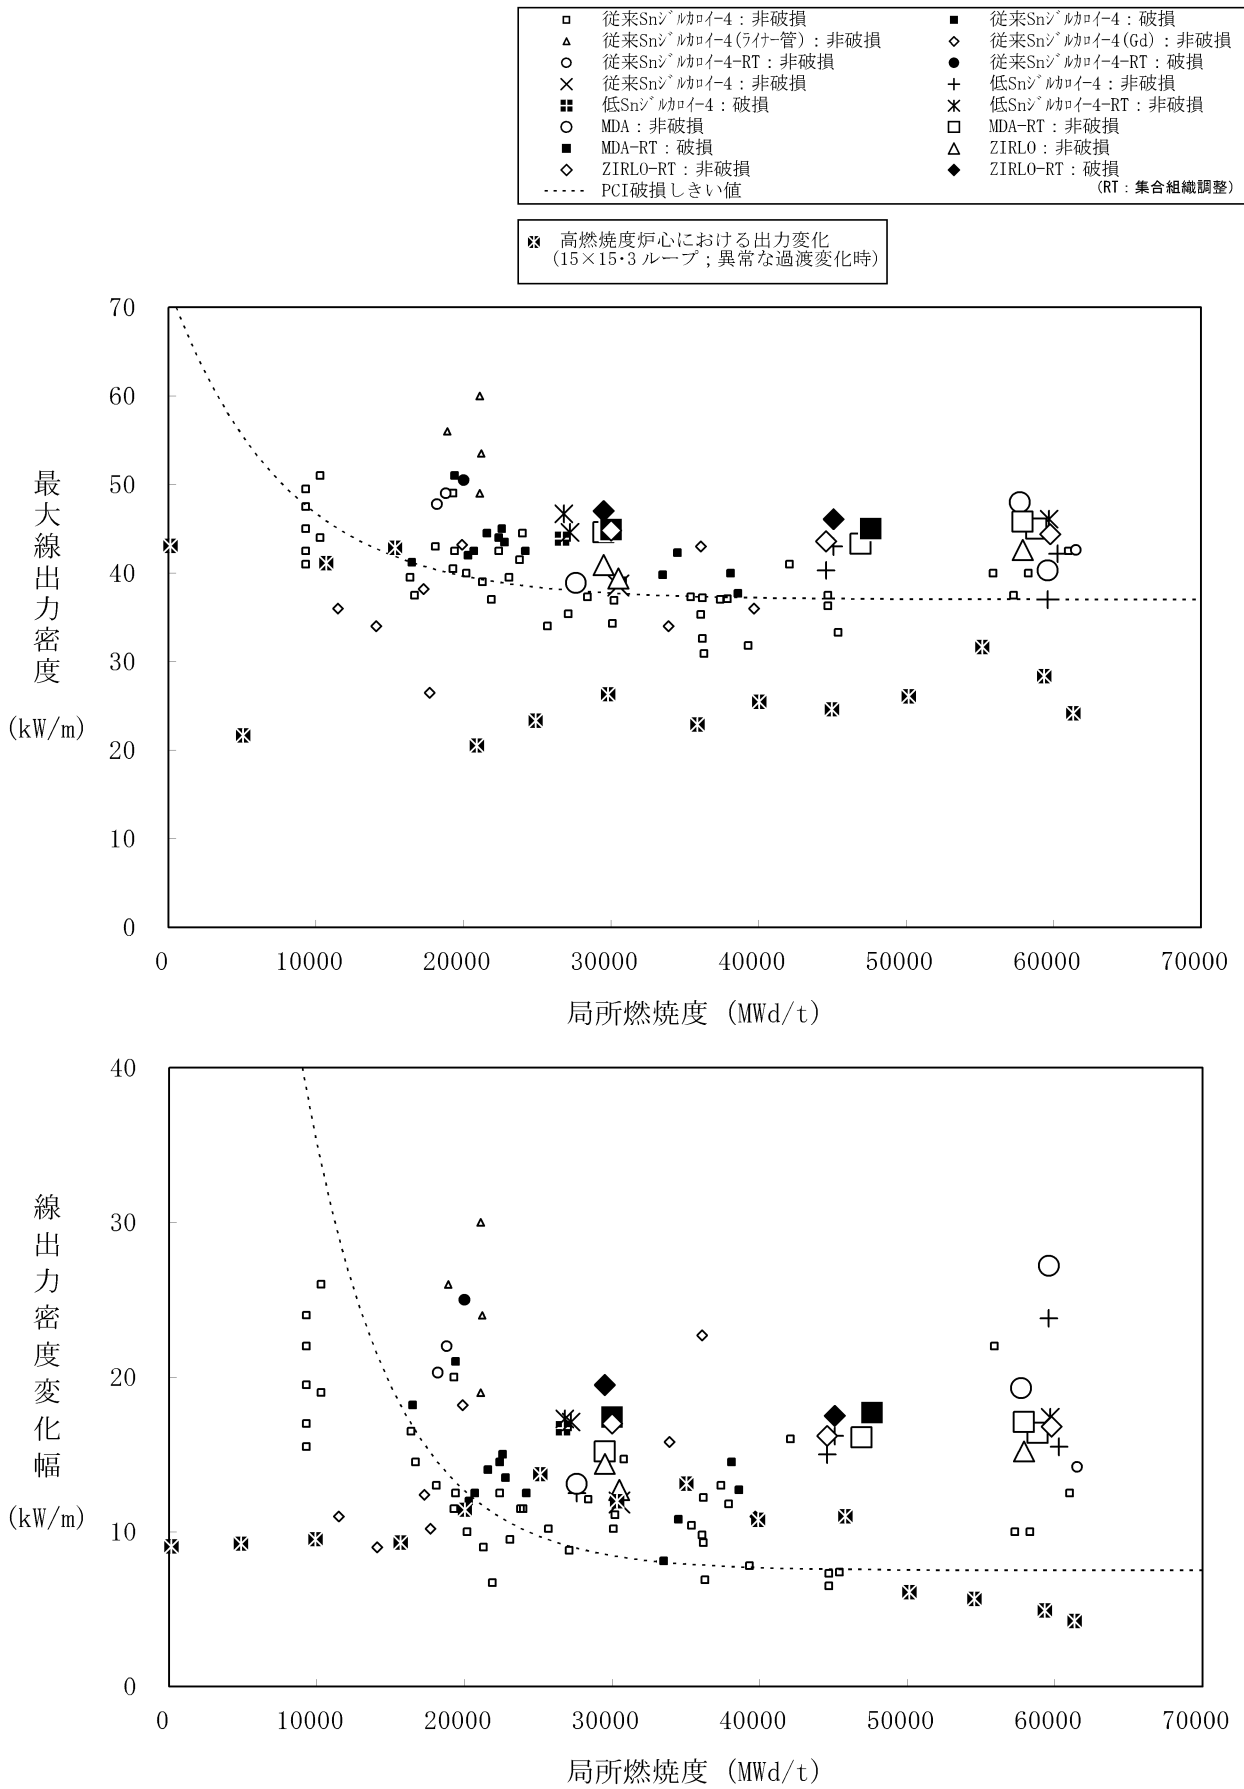 従来Snｼﾞﾙｶﾛｲ-4：非破損 従来Snｼﾞﾙｶﾛｲ-4：破損
従来Snｼﾞﾙｶﾛｲ-4(ﾗｲﾅｰ管)：非破損 従来Snｼﾞﾙｶﾛｲ-4(Gd)：非破損
従来Snｼﾞﾙｶﾛｲ-4-RT：非破損 従来Snｼﾞﾙｶﾛｲ-4-RT：破損
従来Snｼﾞﾙｶﾛｲ-4：非破損 低Snｼﾞﾙｶﾛｲ-4：非破損
低Snｼﾞﾙｶﾛｲ-4：破損 低Snｼﾞﾙｶﾛｲ-4-RT：非破損
MDA：非破損 MDA-RT：非破損
MDA-RT：破損 ZIRLO：非破損
ZIRLO-RT：非破損 ZIRLO-RT：破損
PCI破損しきい値 (RT：集合組織調整)
高燃焼度炉心における出力変化
(15×15･3ループ；異常な過渡変化時)
70
60
50
40
30
20
10
0
最大線出力密度
(kW/m)
0 10000 20000 30000 40000 50000 60000 70000
局所燃焼度 (MWd/t)
40
30
20
10
0
線出力密度変化幅
(kW/m)
0 10000 20000 30000 40000 50000 60000 70000
局所燃焼度 (MWd/t)